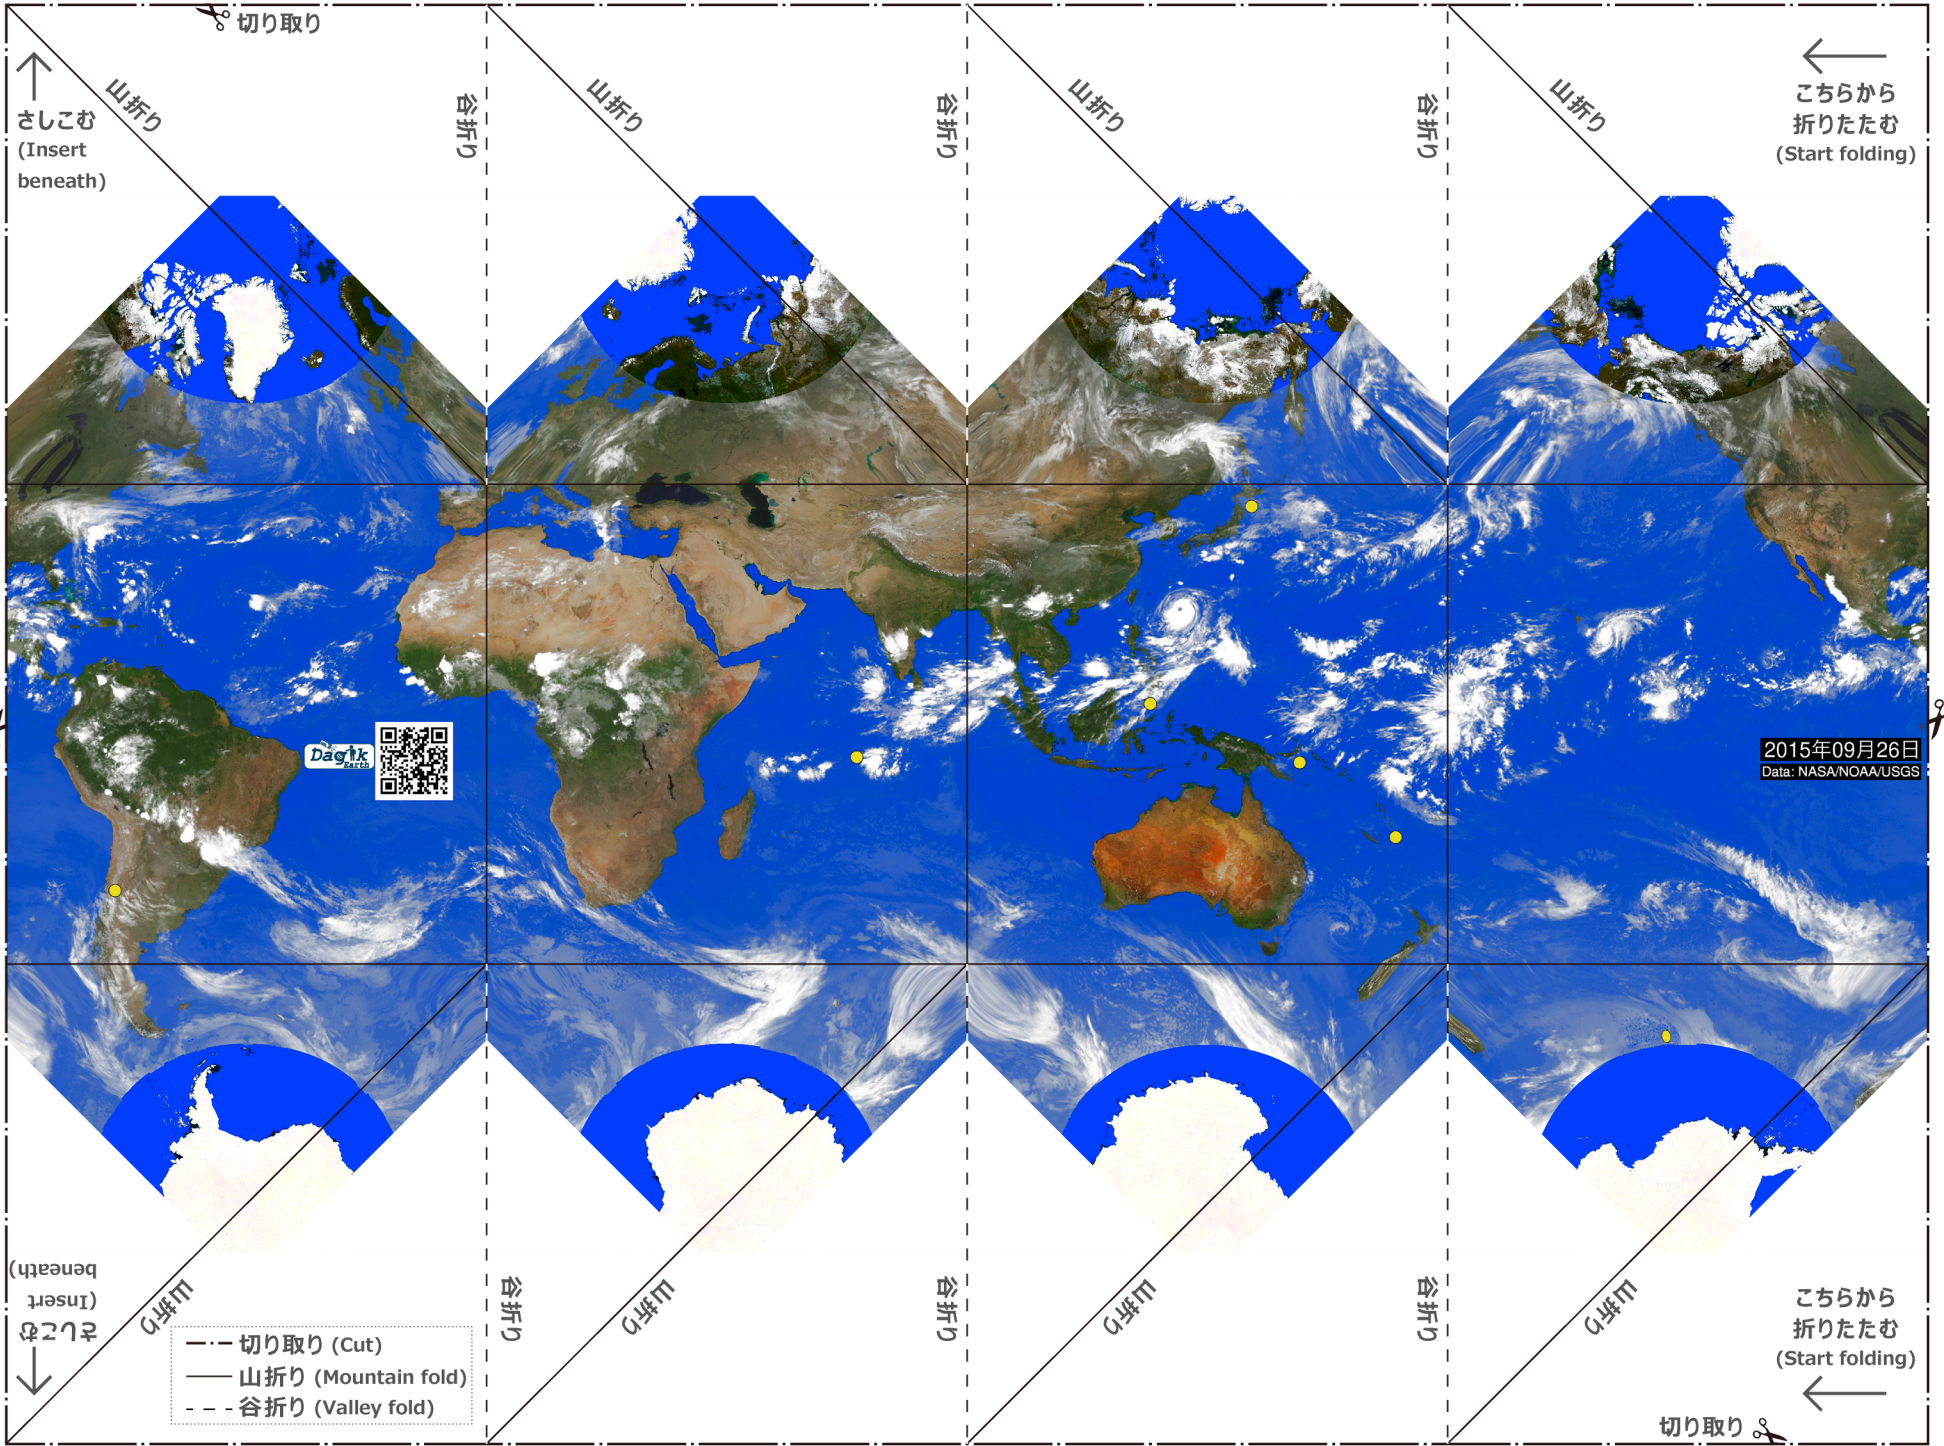 切り取り
山折り
谷折り
山折り
谷折り
山折り
谷折り
山折り
こちらから
折りたたむ
(Start folding)
さしこむ
(Insert
beneath)
Dagik
Earth
2015年09月26日
Data: NASA/NOAA/USGS
さしこむ
(Insert
beneath)
山折り
谷折り
山折り
谷折り
山折り
谷折り
山折り
こちらから
折りたたむ
(Start folding)
切り取り (Cut)
山折り (Mountain fold)
谷折り (Valley fold)
切り取り